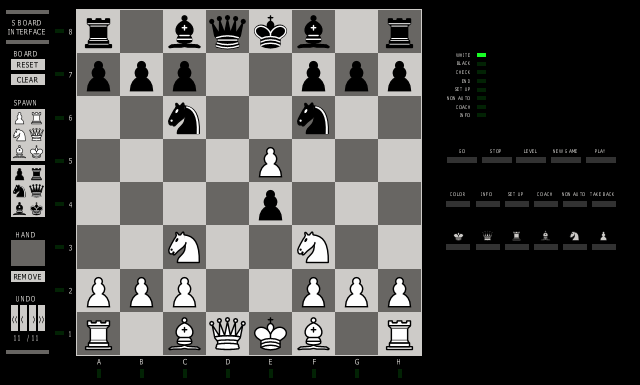 S BOARD
INTERFACE
BOARD
RESET
CLEAR
SPAWN
HAND
REMOVE
UNDO
11 /11
8
7
6
5
4
3
2
1
A B C D E F G H
WHITE
BLACK
CHECK
END
SET UP
NON AUTO
COACH
INFO
GO STOP LEVEL NEW GAME PLAY
COLOR INFO SET UP COACH NON AUTO TAKE BACK